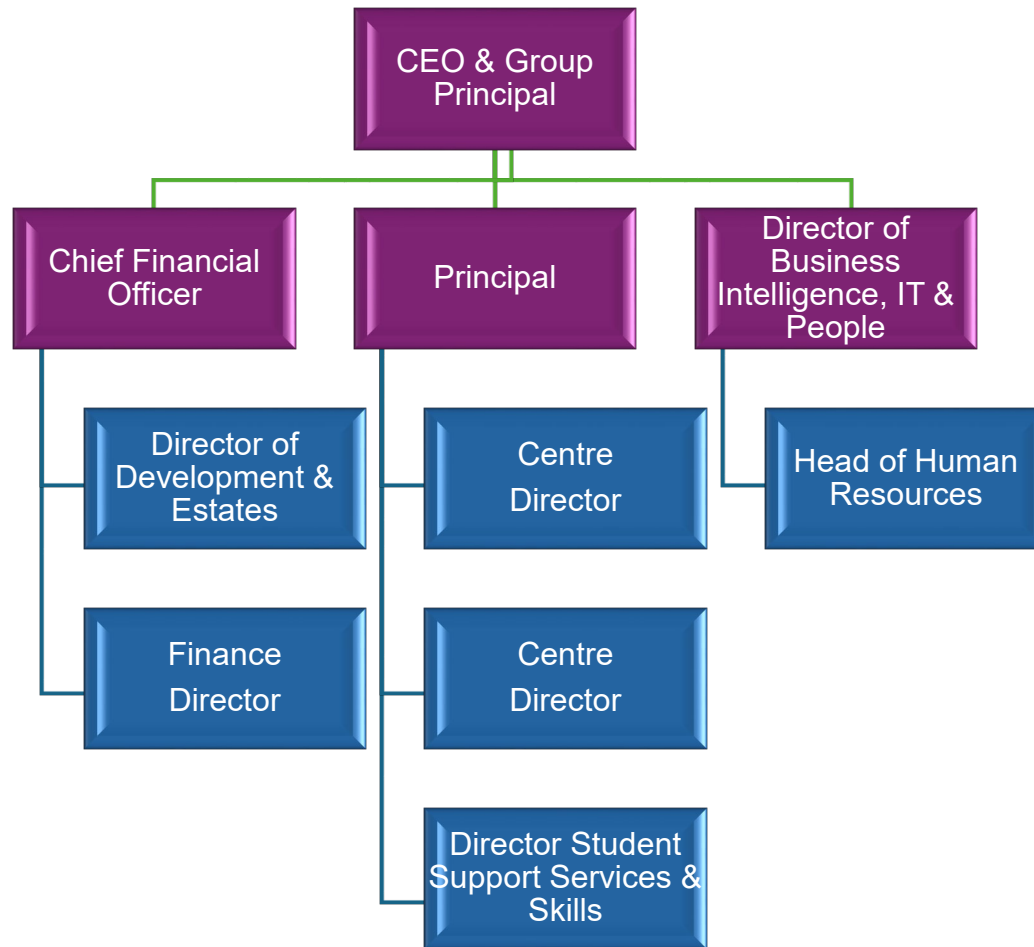 CEO & Group
Principal
Chief Financial
Officer
Principal
Director of
Business
Intelligence, IT &
People
Director of
Development &
Estates
Centre
Director
Head of Human
Resources
Finance
Director
Centre
Director
Director Student
Support Services &
Skills